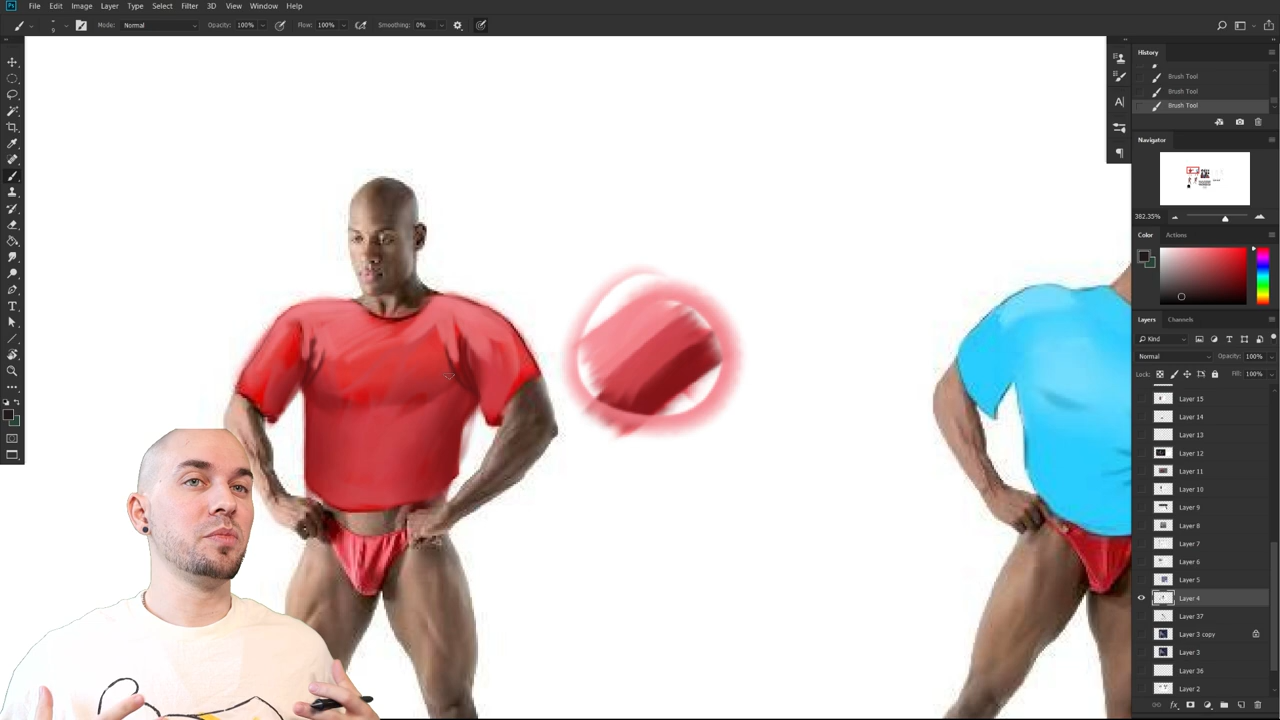 Ps File Edit Image Layer Type Select Filter 3D View Window Help
9 Mode: Normal Opacity: 100% Flow: 100% Smoothing: 0%
History
Brush Tool
Brush Tool
Brush Tool
Navigator
382.35%
Color Actions
Layers Channels
Kind
Normal Opacity: 100%
Lock: Fill: 100%
Layer 15
Layer 14
Layer 13
Layer 12
Layer 11
Layer 10
Layer 9
Layer 8
Layer 7
Layer 6
Layer 5
Layer 4
Layer 37
Layer 3 copy
Layer 3
Layer 36
Layer 2